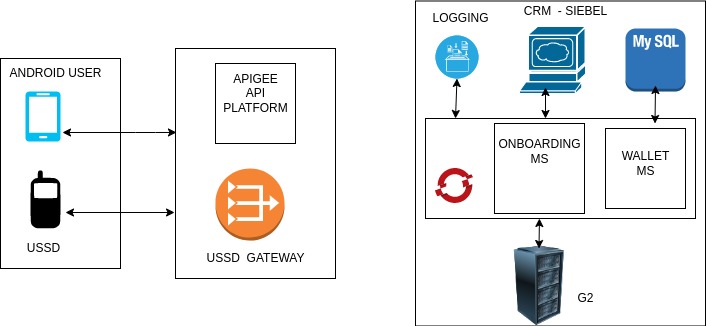 ANDROID USER
USSD
APIGEE
API
PLATFORM
USSD GATEWAY
LOGGING
CRM - SIEBEL
My SQL
ONBOARDING
MS
WALLET
MS
G2